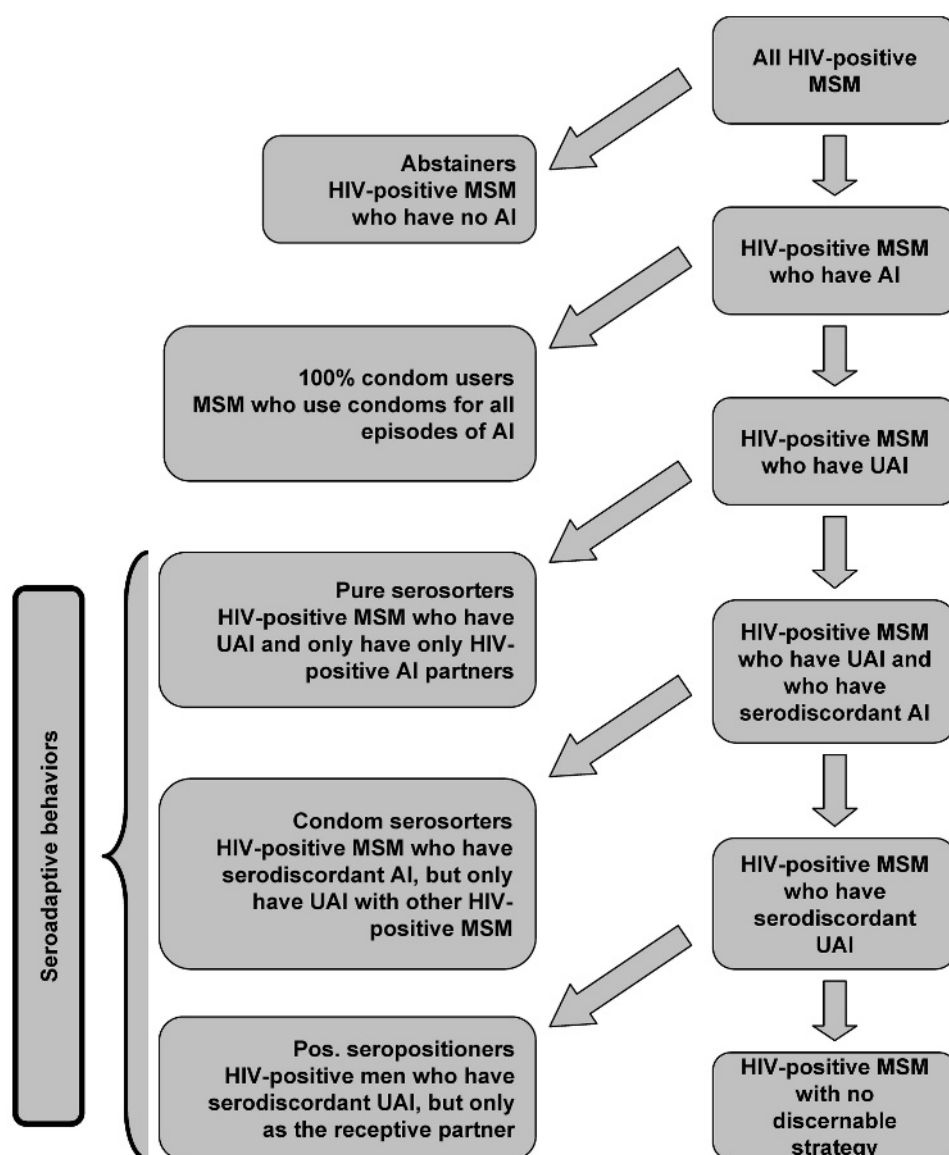 All HIV-positive
MSM
Abstainers
HIV-positive MSM
who have no AI
HIV-positive MSM
who have AI
100% condom users
MSM who use condoms for all
episodes of AI
HIV-positive MSM
who have UAI
Pure serosorters
HIV-positive MSM who have
UAI and only have only HIV-
positive AI partners
HIV-positive MSM
who have UAI and
who have
serodiscordant AI
Seroadaptive behaviors
Condom serosorters
HIV-positive MSM who have
serodiscordant AI, but only
have UAI with other HIV-
positive MSM
HIV-positive MSM
who have
serodiscordant
UAI
Pos. seropositioners
HIV-positive men who have
serodiscordant UAI, but only
as the receptive partner
HIV-positive MSM
with no
discernable
strategy